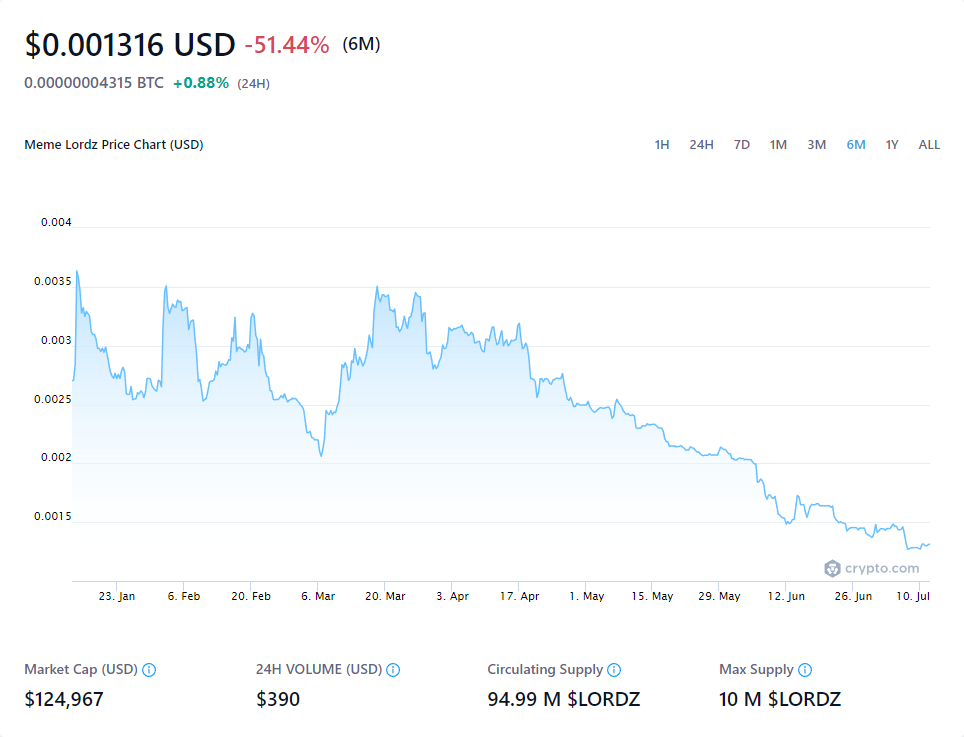 $0.001316 USD -51.44% (6M)
0.00000004315 BTC +0.88% (24H)
Meme Lordz Price Chart (USD) 1H 24H 7D 1M 3M 6M 1Y ALL
0.004
0.0035
0.003
0.0025
0.002
0.0015
crypto.com
23. Jan 6. Feb 20. Feb 6. Mar 20. Mar 3. Apr 17. Apr 1. May 15. May 29. May 12. Jun 26. Jun 10. Jul
Market Cap (USD) 24H VOLUME (USD) Circulating Supply Max Supply
$124,967 $390 94.99 M $LORDZ 10 M $LORDZ